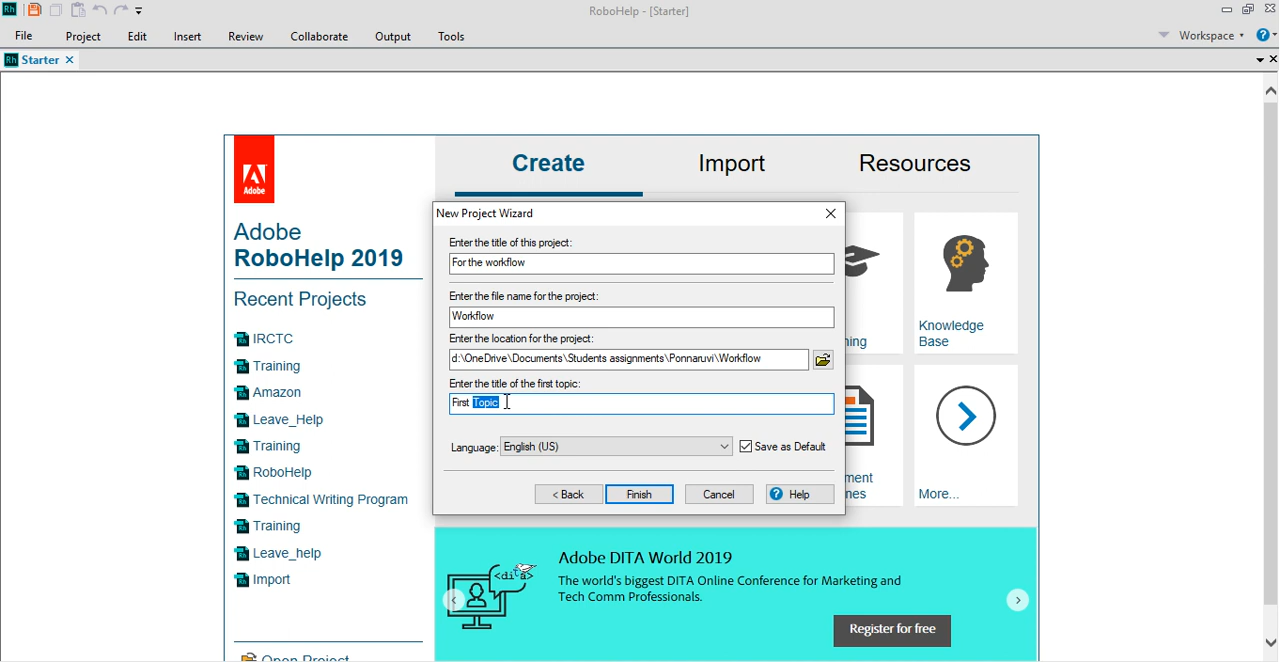 RoboHelp - [Starter]
File Project Edit Insert Review Collaborate Output Tools Workspace
Rh Starter
Create Import Resources
Adobe
Adobe
RoboHelp 2019
Recent Projects
IRCTC
Training
Amazon
Leave_Help
Training
RoboHelp
Technical Writing Program
Training
Leave_help
Import
New Project Wizard
Enter the title of this project:
For the workflow
Enter the file name for the project:
Workflow
Enter the location for the project:
d:\OneDrive\Documents\Students assignments\Ponnaruvi\Workflow
Enter the title of the first topic:
First Topic
Language: English (US) Save as Default
< Back Finish Cancel Help
Knowledge
Base
More...
Adobe DITA World 2019
The world's biggest DITA Online Conference for Marketing and
Tech Comm Professionals.
<dita>
Register for free